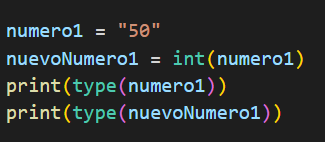 numero1 = "50"
nuevoNumero1 = int(numero1)
print(type(numero1))
print(type(nuevoNumero1))